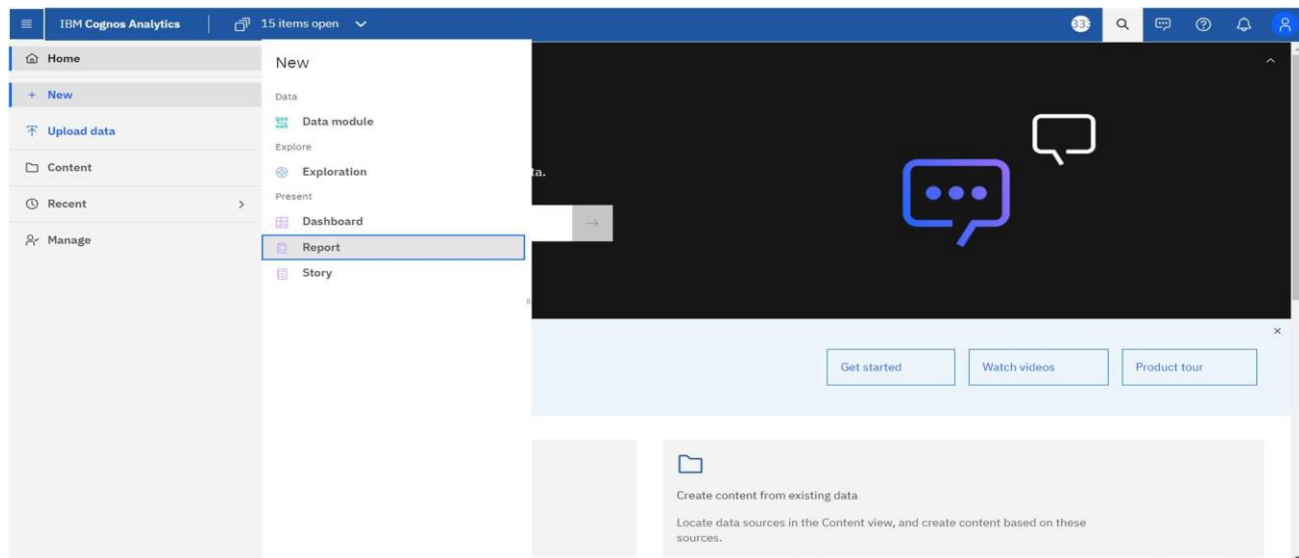 IBM Cognos Analytics
15 items open
Home
New
Upload data
Content
Recent
Manage
New
Data
Data module
Explore
Exploration
Present
Dashboard
Report
Story
ta.
Get started
Watch videos
Product tour
Create content from existing data
Locate data sources in the Content view, and create content based on these
sources.